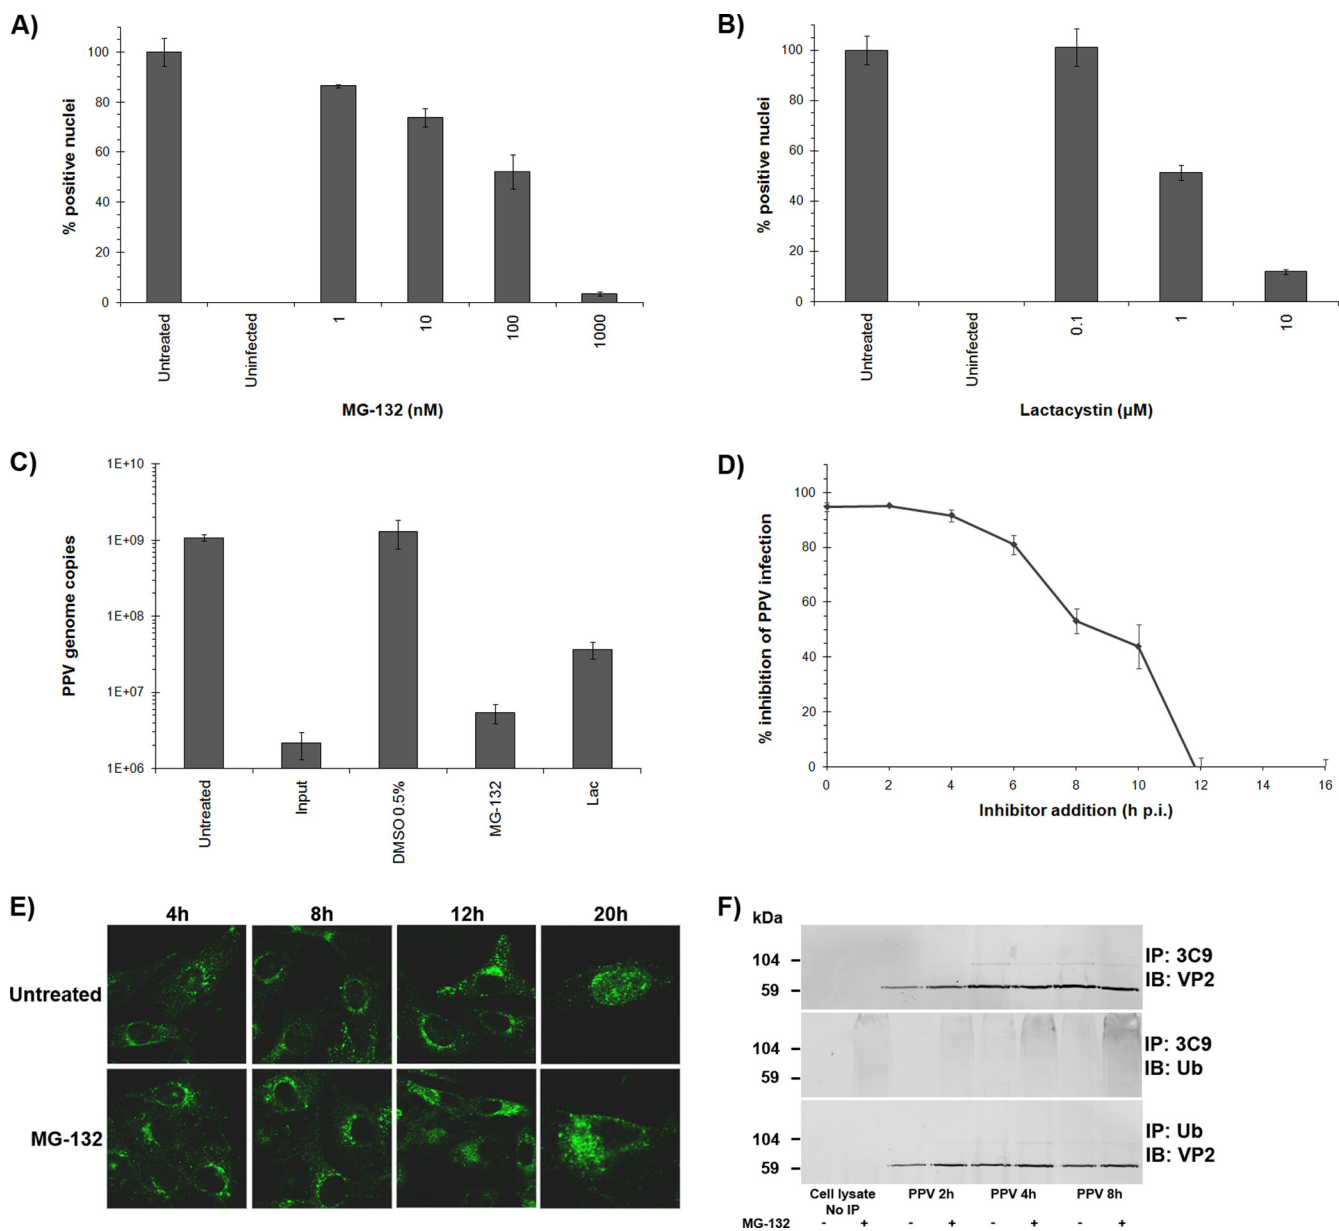 A)
% positive nuclei
100
80
60
40
20
0
Untreated
Uninfected
1
10
100
1000
MG-132 (nM)
B)
% positive nuclei
100
80
60
40
20
0
Untreated
Uninfected
0.1
1
10
Lactacystin (µM)
C)
PPV genome copies
1E+10
1E+09
1E+08
1E+07
1E+06
Untreated
Input
DMSO 0.5%
MG-132
Lac
D)
% inhibition of PPV infection
100
80
60
40
20
0
0 2 4 6 8 10 12 14 16
Inhibitor addition (h p.i.)
E)
4h 8h 12h 20h
Untreated
MG-132
F)
kDa
104
59
IP: 3C9
IB: VP2
104
59
IP: 3C9
IB: Ub
104
59
IP: Ub
IB: VP2
Cell lysate
No IP
PPV 2h PPV 4h PPV 8h
MG-132 - + - + - + - +